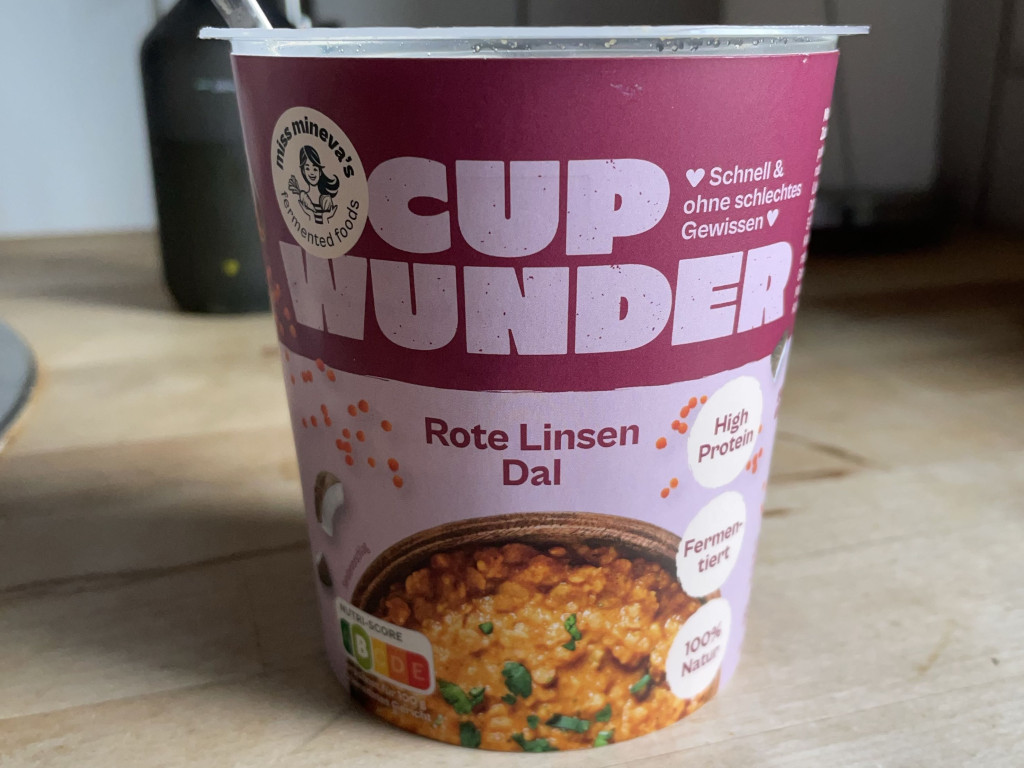 miss mineva's
fermented foods
CUP
WUNDER
Schnell &
ohne schlechtes
Gewissen
Rote Linsen
Dal
High
Protein
Fermen-
tiert
100%
Natur
NUTRI-SCORE
B C D E